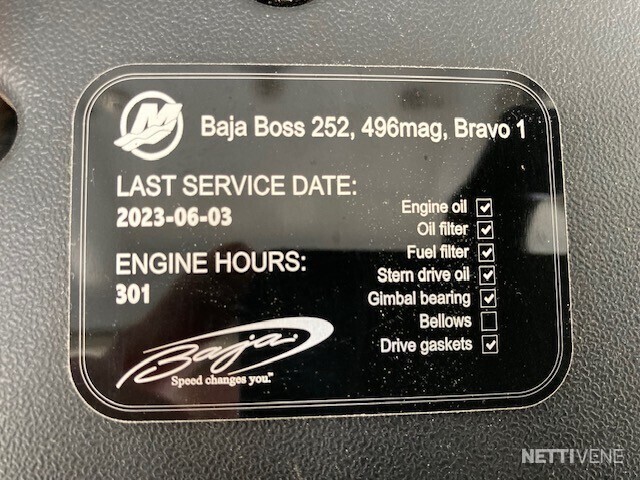 Baja Boss 252, 496mag, Bravo 1
LAST SERVICE DATE:
2023-06-03
ENGINE HOURS:
301
Engine oil ☑
Oil filter ☑
Fuel filter ☑
Stern drive oil ☑
Gimbal bearing ☑
Bellows ☐
Drive gaskets ☑
Baja
Speed changes you.™
NETTIVENE